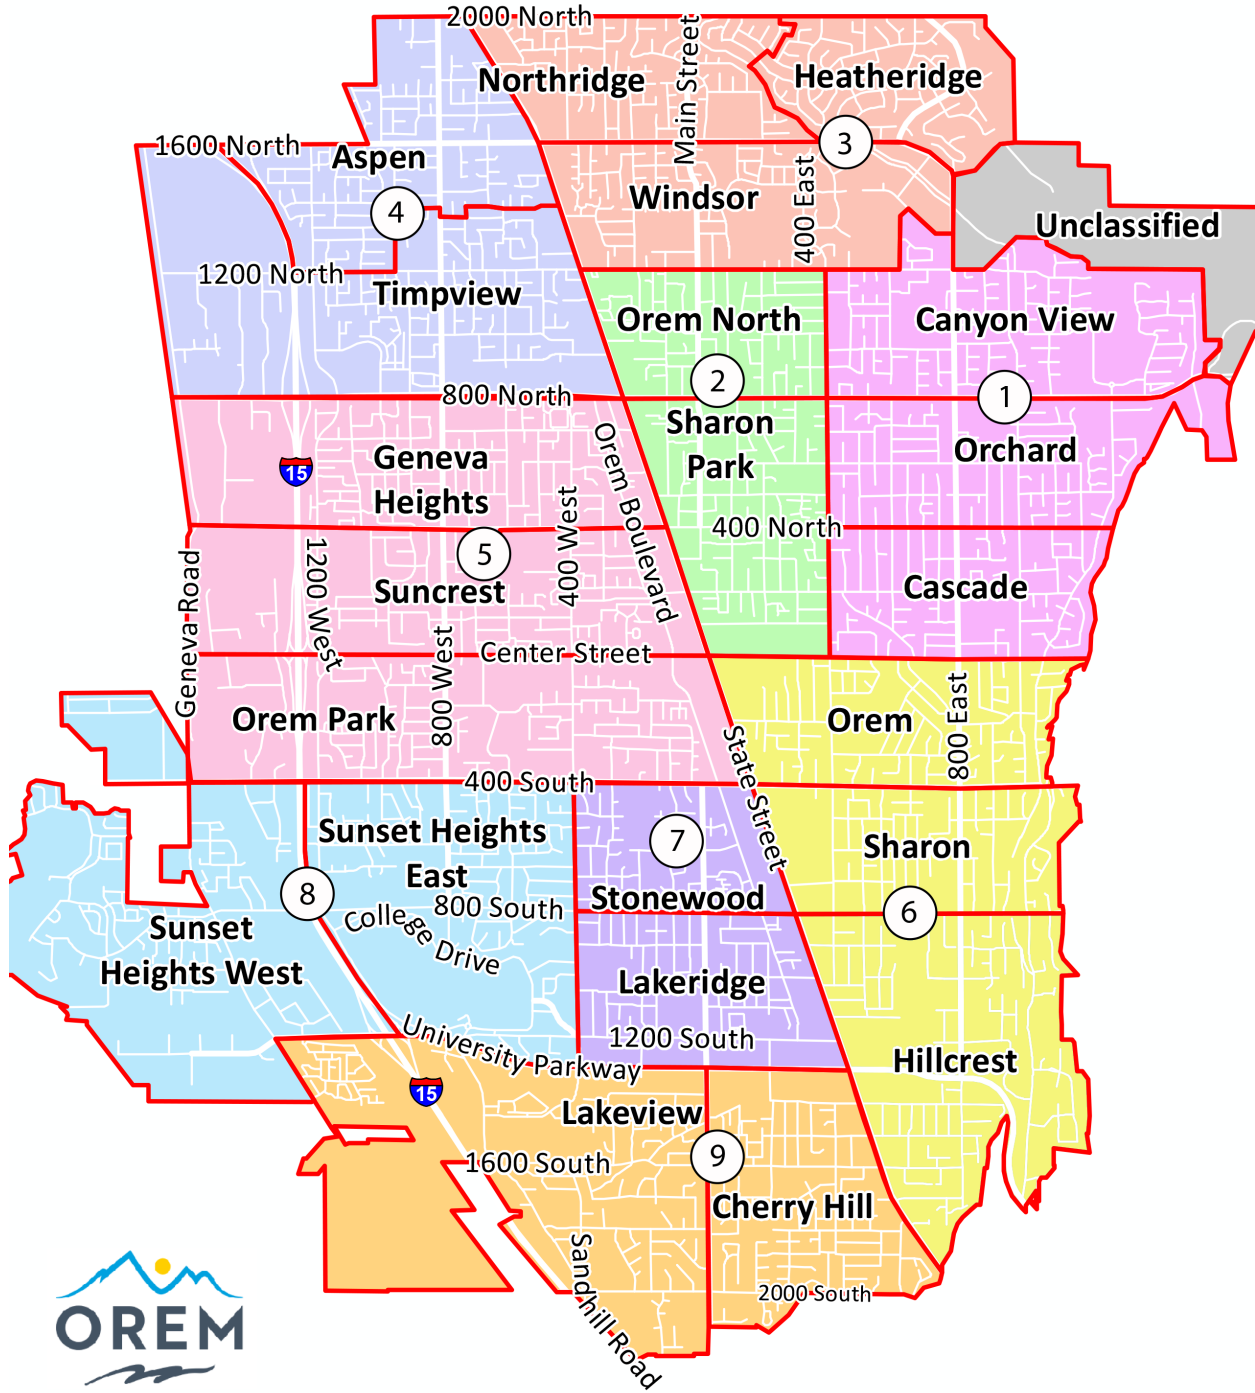 2000 North
Northridge
Main Street
Heatheridge
3
1600 North
Aspen
Windsor
400 East
4
Unclassified
1200 North
Timpview
Orem North
Canyon View
2
1
800 North
Sharon
Park
Orchard
Geneva
Heights
15
Orem Boulevard
400 West
400 North
5
Suncrest
Cascade
Geneva Road
1200 West
800 West
Center Street
Orem Park
Orem
800 East
State Street
400 South
Sunset Heights
East
7
Sharon
8
Stonewood
800 South
College Drive
6
Sunset
Heights West
Lakeridge
1200 South
University Parkway
Hillcrest
15
Lakeview
9
1600 South
Cherry Hill
Sandhill Road
2000 South
OREM